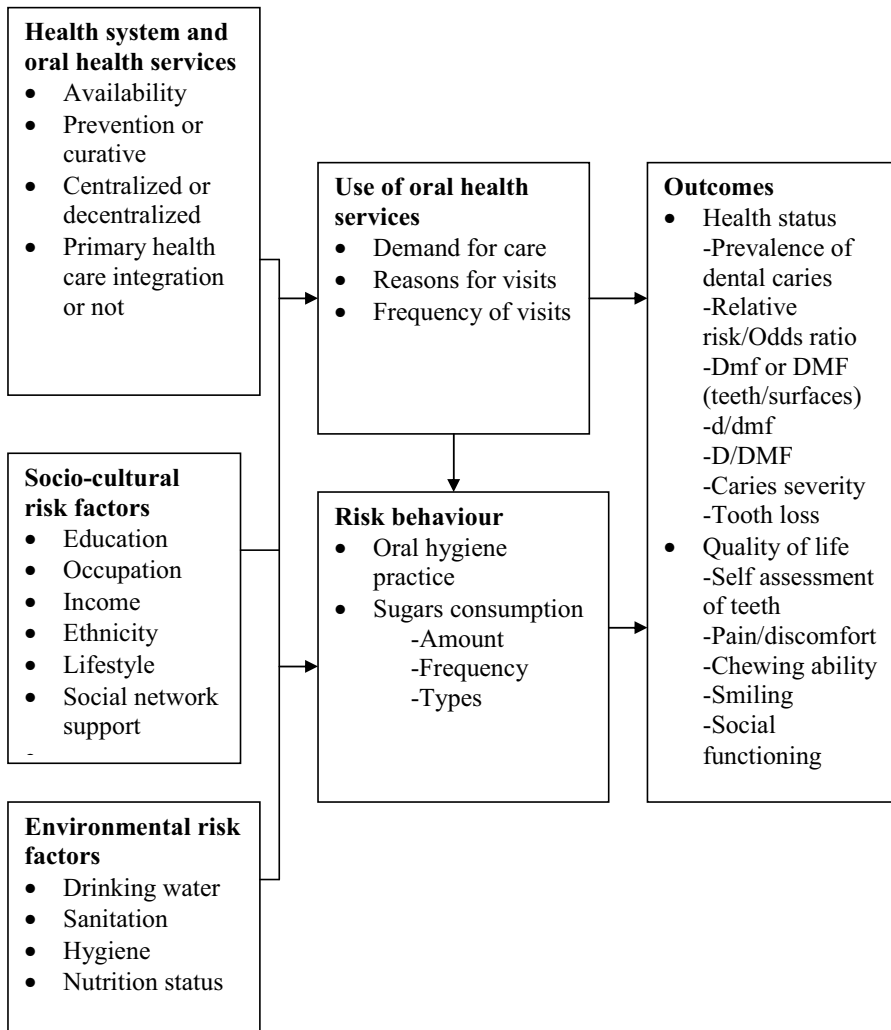 Health system and
oral health services
• Availability
• Prevention or
curative
• Centralized or
decentralized
• Primary health
care integration
or not
Socio-cultural
risk factors
• Education
• Occupation
• Income
• Ethnicity
• Lifestyle
• Social network
support
-
Environmental risk
factors
• Drinking water
• Sanitation
• Hygiene
• Nutrition status
Use of oral health
services
• Demand for care
• Reasons for visits
• Frequency of visits
Risk behaviour
• Oral hygiene
practice
• Sugars consumption
-Amount
-Frequency
-Types
Outcomes
• Health status
-Prevalence of
dental caries
-Relative
risk/Odds ratio
-Dmf or DMF
(teeth/surfaces)
-d/dmf
-D/DMF
-Caries severity
-Tooth loss
• Quality of life
-Self assessment
of teeth
-Pain/discomfort
-Chewing ability
-Smiling
-Social
functioning